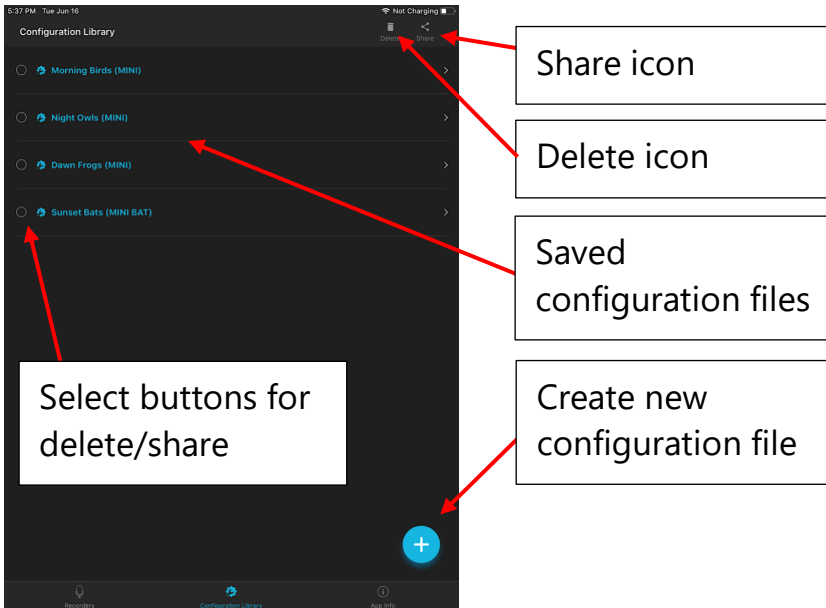 5:37 PM Tue Jun 16
Not Charging
Configuration Library
Delete
Share
Morning Birds (MINI)
Night Owls (MINI)
Dawn Frogs (MINI)
Sunset Bats (MINI BAT)
Share icon
Delete icon
Saved
configuration files
Select buttons for
delete/share
Create new
configuration file
Recorders
Configuration Library
App Info